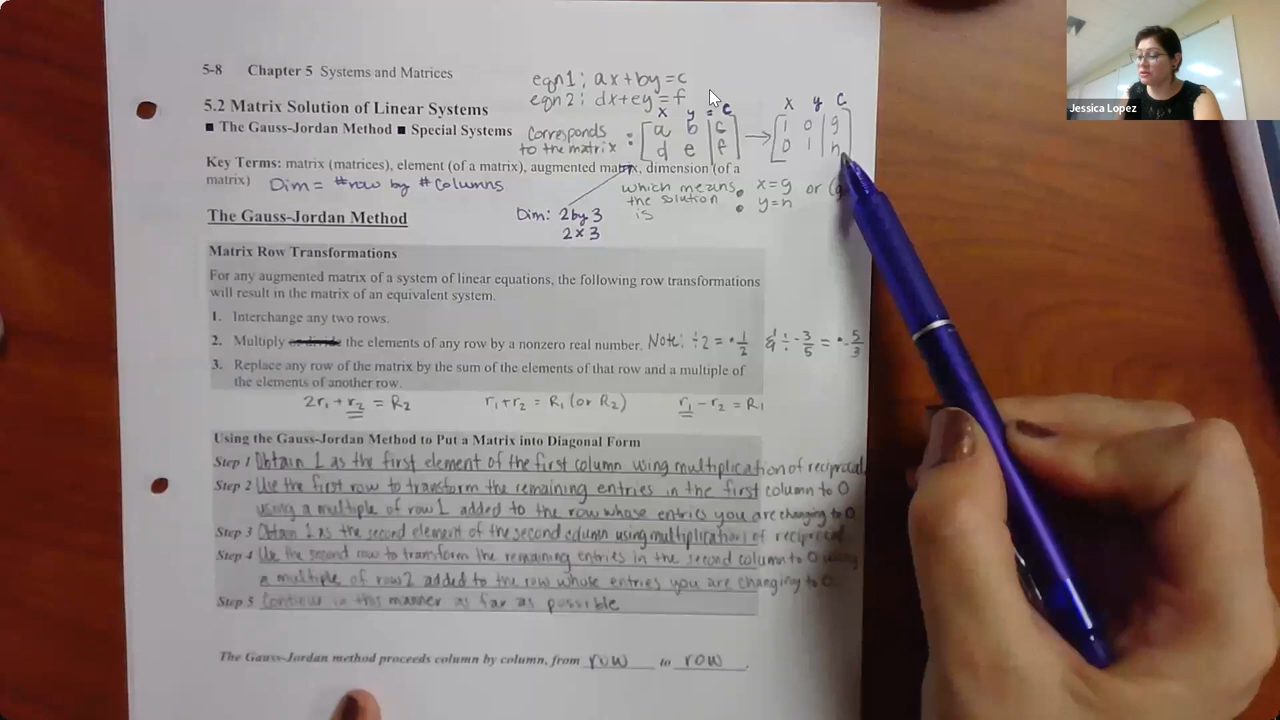 5-8 Chapter 5 Systems and Matrices
eqn1: ax+by=c
eqn2: dx+ey=f
5.2 Matrix Solution of Linear Systems
■ The Gauss-Jordan Method ■ Special Systems
Corresponds
to the matrix :
x y = c
[a b | c]
[d e | f]
→
x y c
[1 0 | g]
[0 1 | h]
Key Terms: matrix (matrices), element (of a matrix), augmented matrix, dimension (of a
matrix) Dim = #row by #columns
Dim: 2 by 3
2x3
which means
the solution
is
x=g or (g
y=h
The Gauss-Jordan Method
Matrix Row Transformations
For any augmented matrix of a system of linear equations, the following row transformations
will result in the matrix of an equivalent system.
1. Interchange any two rows.
2. Multiply the elements of any row by a nonzero real number. Note: ÷2 = •1/2 & ÷-3/5 = •-5/3
3. Replace any row of the matrix by the sum of the elements of that row and a multiple of
the elements of another row.
2r₁+r₂ = R₂ r₁+r₂ = R₁ (or R₂) r₁-r₂ = R₁
Using the Gauss-Jordan Method to Put a Matrix into Diagonal Form
Step 1 Obtain 1 as the first element of the first column using multiplication of reciprocal
Step 2 Use the first row to transform the remaining entries in the first column to 0
using a multiple of row 1 added to the row whose entries you are changing to 0
Step 3 Obtain 1 as the second element of the second column using multiplication of reciprocal
Step 4 Use the second row to transform the remaining entries in the second column to 0 using
a multiple of row 2 added to the row whose entries you are changing to 0
Step 5 Continue in this manner as far as possible
The Gauss-Jordan method proceeds column by column, from row to row.
Jessica Lopez